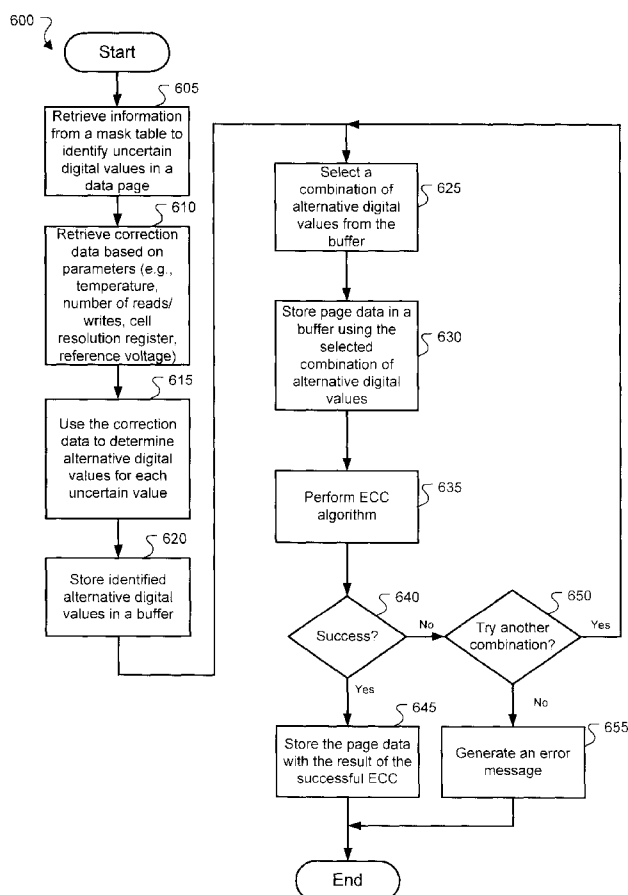 600
Start
605
Retrieve information
from a mask table to
identify uncertain
digital values in a
data page
610
Retrieve correction
data based on
parameters (e.g.,
temperature,
number of reads/
writes, cell
resolution register,
reference voltage)
615
Use the correction
data to determine
alternative digital
values for each
uncertain value
620
Store identified
alternative digital
values in a buffer
625
Select a
combination of
alternative digital
values from the
buffer
630
Store page data in a
buffer using the
selected
combination of
alternative digital
values
635
Perform ECC
algorithm
640
Success?
No
Yes
650
Try another
combination?
Yes
No
645
Store the page data
with the result of the
successful ECC
655
Generate an error
message
End